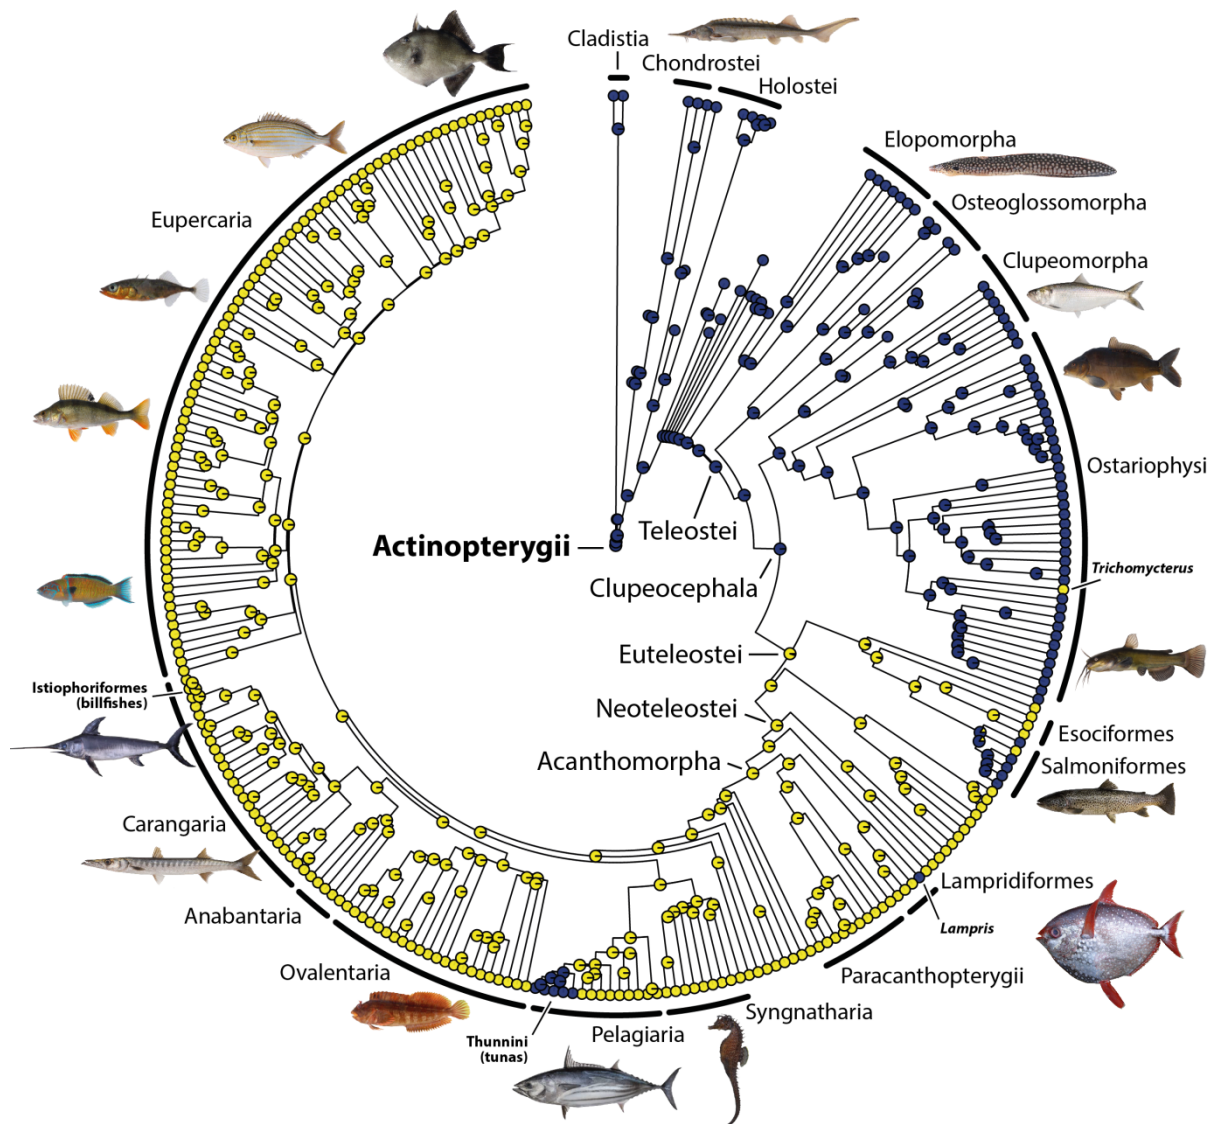 Cladistia
Chondrostei
Holostei
Elopomorpha
Osteoglossomorpha
Clupeomorpha
Eupercaria
Ostariophysi
Teleostei
Actinopterygii
Clupeocephala
Trichomycterus
Euteleostei
Istiophoriformes
(billfishes)
Neoteleostei
Esociformes
Acanthomorpha
Salmoniformes
Carangaria
Lampridiformes
Anabantaria
Lampris
Ovalentaria
Paracanthopterygii
Syngnatharia
Thunnini
(tunas)
Pelagiaria